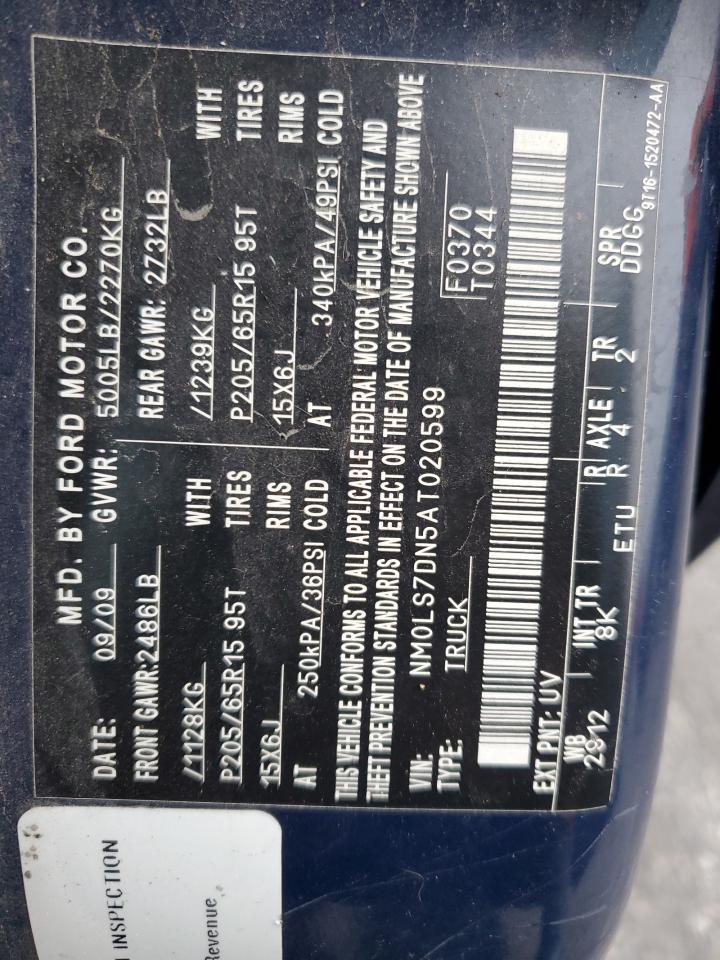 MFD. BY FORD MOTOR CO.
DATE: 09/09 GVWR: 5005LB/2270KG
FRONT GAWR:2486LB REAR GAWR: 2732LB
/1128KG WITH /1239KG WITH
P205/65R15 95T TIRES P205/65R15 95T TIRES
15X6J RIMS 15X6J RIMS
AT 250kPA/36PSI COLD AT 340kPA/49PSI COLD
THIS VEHICLE CONFORMS TO ALL APPLICABLE FEDERAL MOTOR VEHICLE SAFETY AND
THEFT PREVENTION STANDARDS IN EFFECT ON THE DATE OF MANUFACTURE SHOWN ABOVE
VIN: NM0LS7DN5AT020599
TYPE: TRUCK F0370
T0344
EXT PNT: UV
WB INT TR R AXLE TR SPR
2912 8K ETU R 4 2 DDGG
9T16-1520472-AA
INSPECTION
Revenue